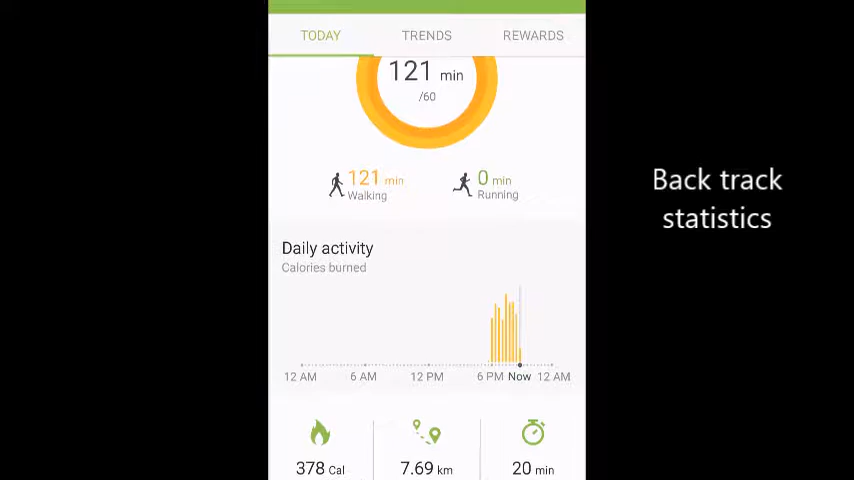 TODAY TRENDS REWARDS
121 min
/60
121 min 0 min
Walking Running
Back track
statistics
Daily activity
Calories burned
12 AM 6 AM 12 PM 6 PM Now 12 AM
378 Cal 7.69 km 20 min